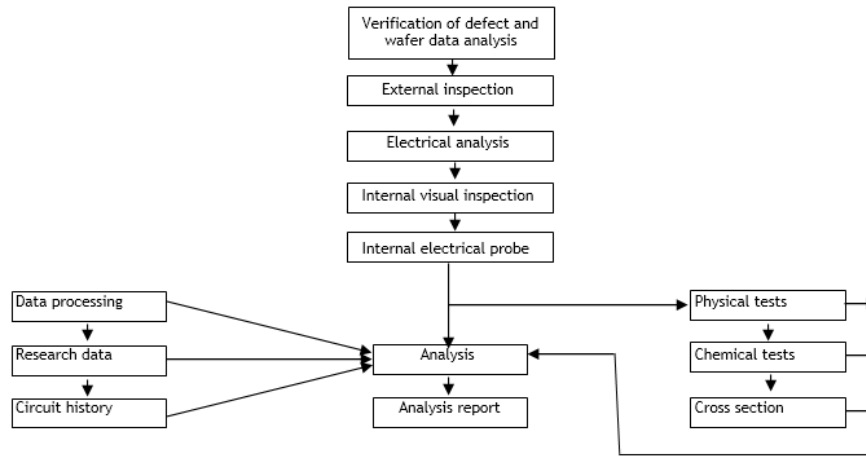 Verification of defect and
wafer data analysis
External inspection
Electrical analysis
Internal visual inspection
Internal electrical probe
Data processing
Physical tests
Research data
Analysis
Chemical tests
Circuit history
Analysis report
Cross section